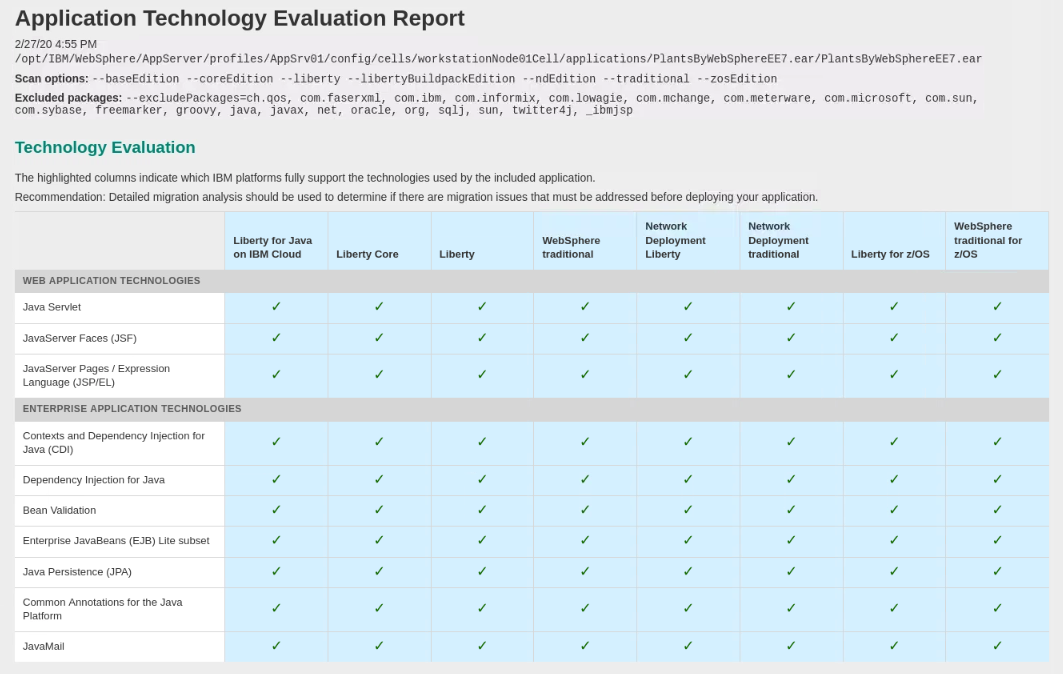 Application Technology Evaluation Report
2/27/20 4:55 PM
/opt/IBM/WebSphere/AppServer/profiles/AppSrv01/config/cells/workstationNode01Cell/applications/PlantsByWebSphereEE7.ear/PlantsByWebSphereEE7.ear
Scan options: --baseEdition --coreEdition --liberty --libertyBuildpackEdition --ndEdition --traditional --zosEdition
Excluded packages: --excludePackages=ch.qos, com.faserxml, com.ibm, com.informix, com.lowagie, com.mchange, com.meterware, com.microsoft, com.sun,
com.sybase, freemarker, groovy, java, javax, net, oracle, org, sqlj, sun, twitter4j, _ibmjsp
Technology Evaluation
The highlighted columns indicate which IBM platforms fully support the technologies used by the included application.
Recommendation: Detailed migration analysis should be used to determine if there are migration issues that must be addressed before deploying your application.
Liberty for Java
on IBM Cloud
Liberty Core
Liberty
WebSphere
traditional
Network
Deployment
Liberty
Network
Deployment
traditional
Liberty for z/OS
WebSphere
traditional for
z/OS
WEB APPLICATION TECHNOLOGIES
Java Servlet ✓ ✓ ✓ ✓ ✓ ✓ ✓ ✓
JavaServer Faces (JSF) ✓ ✓ ✓ ✓ ✓ ✓ ✓ ✓
JavaServer Pages / Expression
Language (JSP/EL) ✓ ✓ ✓ ✓ ✓ ✓ ✓ ✓
ENTERPRISE APPLICATION TECHNOLOGIES
Contexts and Dependency Injection for
Java (CDI) ✓ ✓ ✓ ✓ ✓ ✓ ✓ ✓
Dependency Injection for Java ✓ ✓ ✓ ✓ ✓ ✓ ✓ ✓
Bean Validation ✓ ✓ ✓ ✓ ✓ ✓ ✓ ✓
Enterprise JavaBeans (EJB) Lite subset ✓ ✓ ✓ ✓ ✓ ✓ ✓ ✓
Java Persistence (JPA) ✓ ✓ ✓ ✓ ✓ ✓ ✓ ✓
Common Annotations for the Java
Platform ✓ ✓ ✓ ✓ ✓ ✓ ✓ ✓
JavaMail ✓ ✓ ✓ ✓ ✓ ✓ ✓ ✓